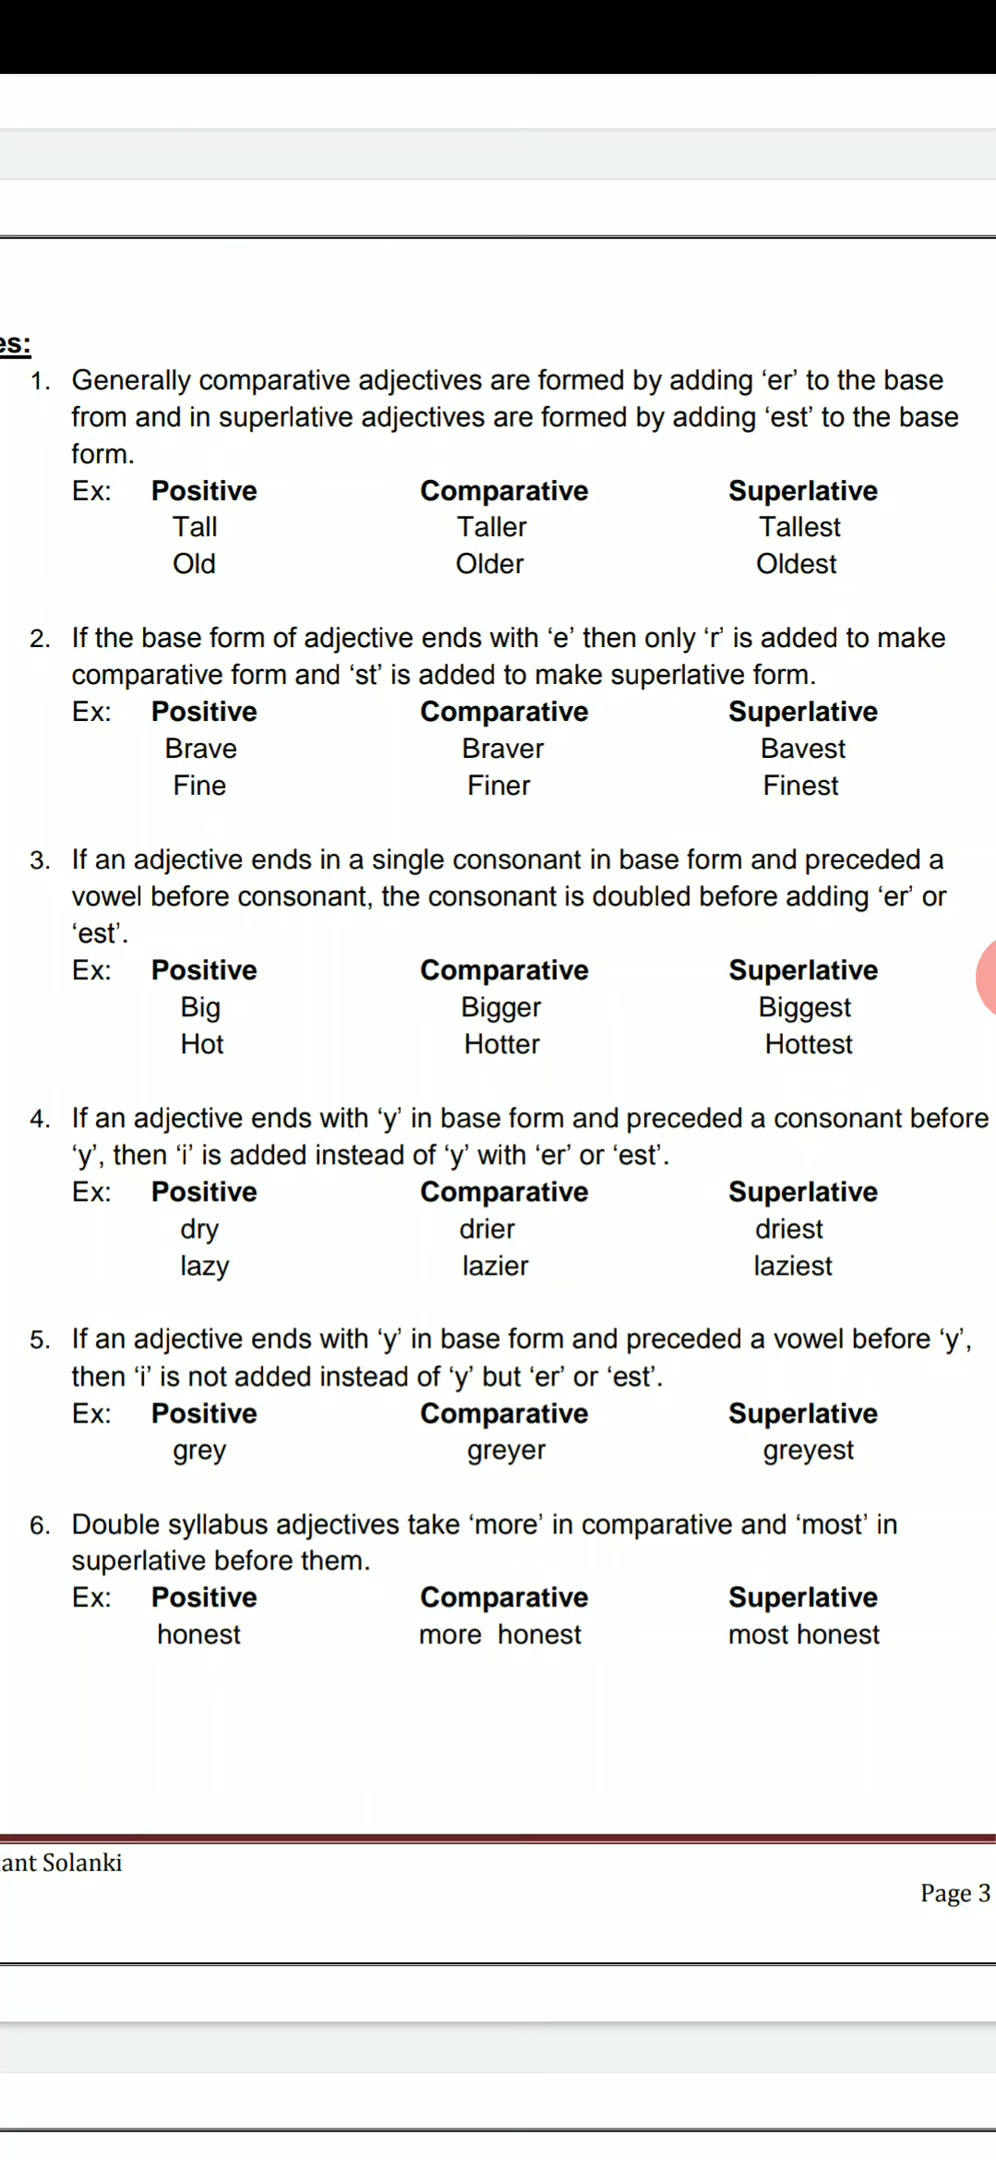 es:
1. Generally comparative adjectives are formed by adding ‘er’ to the base
from and in superlative adjectives are formed by adding ‘est’ to the base
form.
Ex: Positive Comparative Superlative
Tall Taller Tallest
Old Older Oldest
2. If the base form of adjective ends with ‘e’ then only ‘r’ is added to make
comparative form and ‘st’ is added to make superlative form.
Ex: Positive Comparative Superlative
Brave Braver Bavest
Fine Finer Finest
3. If an adjective ends in a single consonant in base form and preceded a
vowel before consonant, the consonant is doubled before adding ‘er’ or
‘est’.
Ex: Positive Comparative Superlative
Big Bigger Biggest
Hot Hotter Hottest
4. If an adjective ends with ‘y’ in base form and preceded a consonant before
‘y’, then ‘i’ is added instead of ‘y’ with ‘er’ or ‘est’.
Ex: Positive Comparative Superlative
dry drier driest
lazy lazier laziest
5. If an adjective ends with ‘y’ in base form and preceded a vowel before ‘y’,
then ‘i’ is not added instead of ‘y’ but ‘er’ or ‘est’.
Ex: Positive Comparative Superlative
grey greyer greyest
6. Double syllabus adjectives take ‘more’ in comparative and ‘most’ in
superlative before them.
Ex: Positive Comparative Superlative
honest more honest most honest
ant Solanki
Page 3